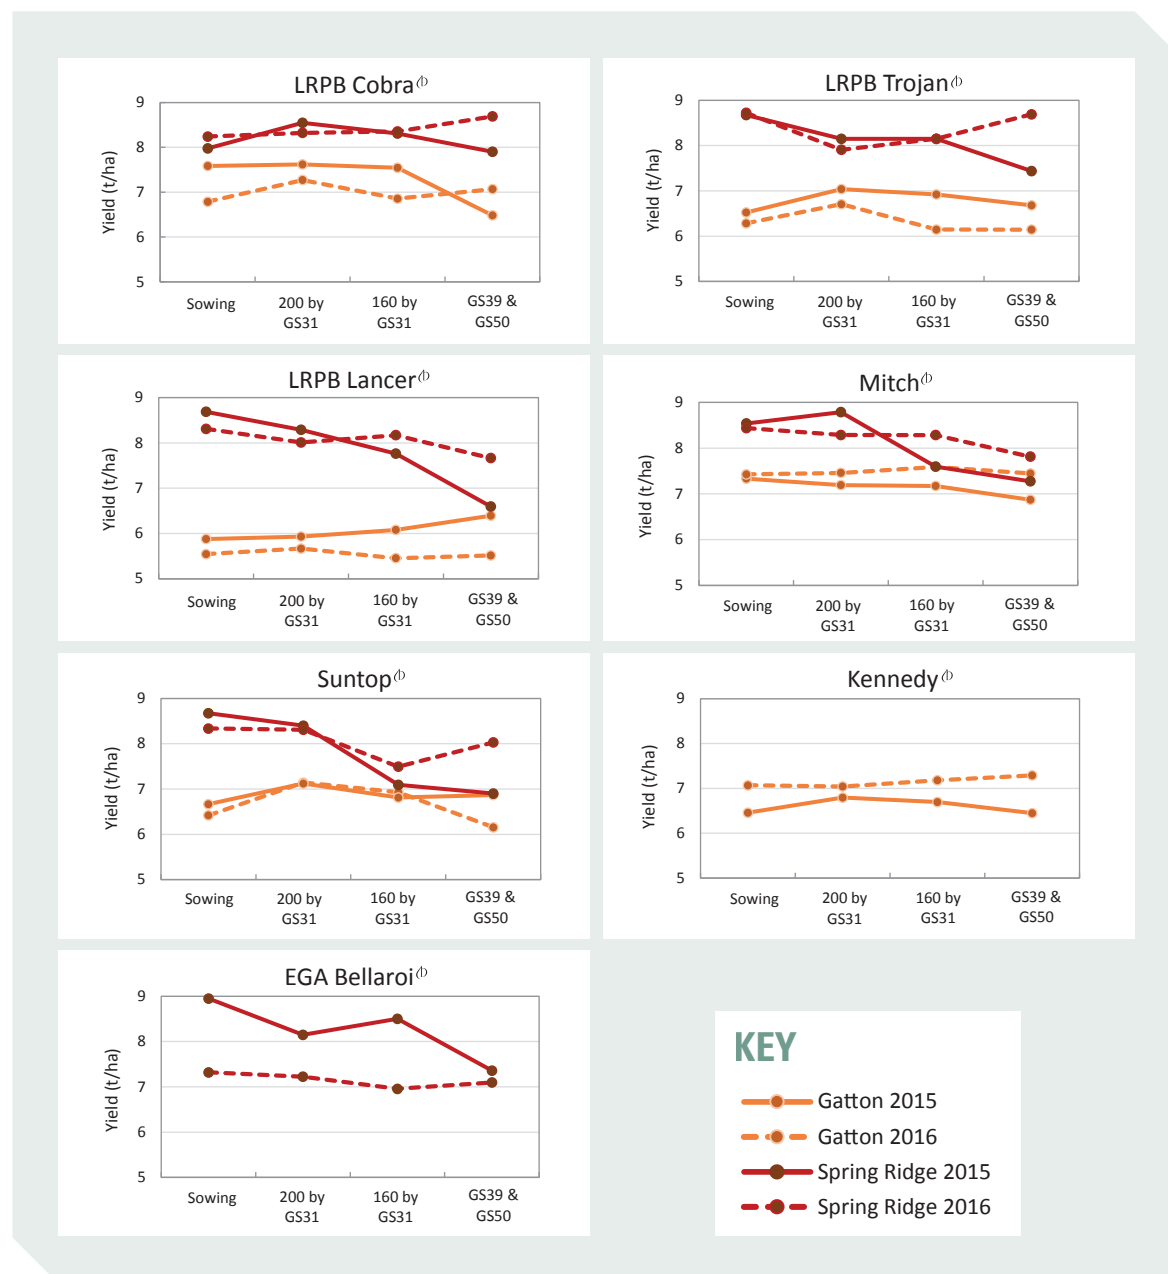 LRPB Cobra
9
8
7
6
5
Yield (t/ha)
Sowing
200 by
GS31
160 by
GS31
GS39 &
GS50
LRPB Trojan
9
8
7
6
5
Yield (t/ha)
Sowing
200 by
GS31
160 by
GS31
GS39 &
GS50
LRPB Lancer
9
8
7
6
5
Yield (t/ha)
Sowing
200 by
GS31
160 by
GS31
GS39 &
GS50
Mitch
9
8
7
6
5
Yield (t/ha)
Sowing
200 by
GS31
160 by
GS31
GS39 &
GS50
Suntop
9
8
7
6
5
Yield (t/ha)
Sowing
200 by
GS31
160 by
GS31
GS39 &
GS50
Kennedy
9
8
7
6
5
Yield (t/ha)
Sowing
200 by
GS31
160 by
GS31
GS39 &
GS50
EGA Bellaroi
9
8
7
6
5
Yield (t/ha)
Sowing
200 by
GS31
160 by
GS31
GS39 &
GS50
KEY
Gatton 2015
Gatton 2016
Spring Ridge 2015
Spring Ridge 2016